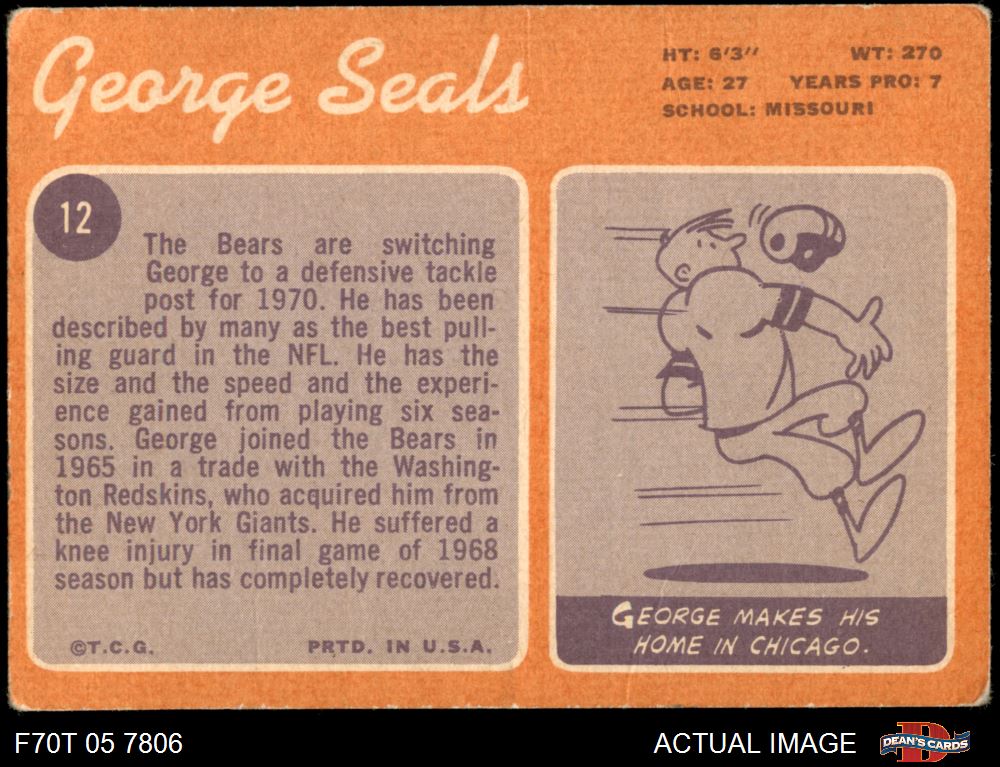 George Seals
HT: 6'3" WT: 270
AGE: 27 YEARS PRO: 7
SCHOOL: MISSOURI
12
The Bears are switching
George to a defensive tackle
post for 1970. He has been
described by many as the best pull-
ing guard in the NFL. He has the
size and the speed and the experi-
ence gained from playing six sea-
sons. George joined the Bears in
1965 in a trade with the Washing-
ton Redskins, who acquired him from
the New York Giants. He suffered a
knee injury in final game of 1968
season but has completely recovered.
©T.C.G. PRTD. IN U.S.A.
GEORGE MAKES HIS
HOME IN CHICAGO.
F70T 05 7806
ACTUAL IMAGE
D
DEAN'S CARDS